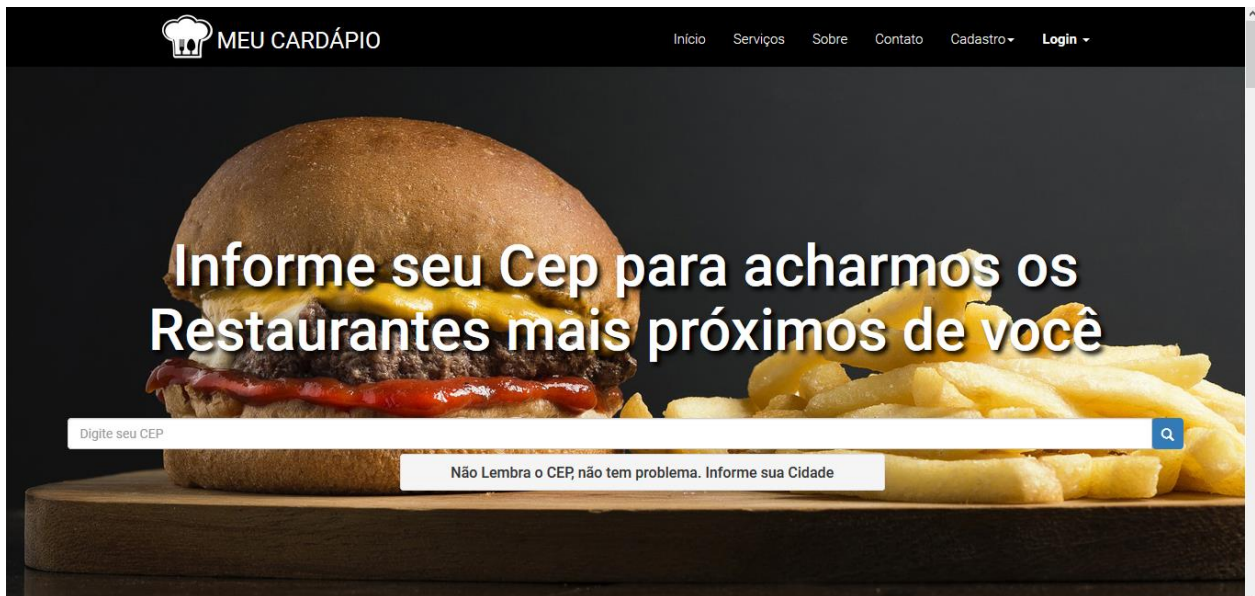 MEU CARDÁPIO
Início Serviços Sobre Contato Cadastro Login
Informe seu Cep para acharmos os
Restaurantes mais próximos de você
Digite seu CEP
Não Lembra o CEP, não tem problema. Informe sua Cidade